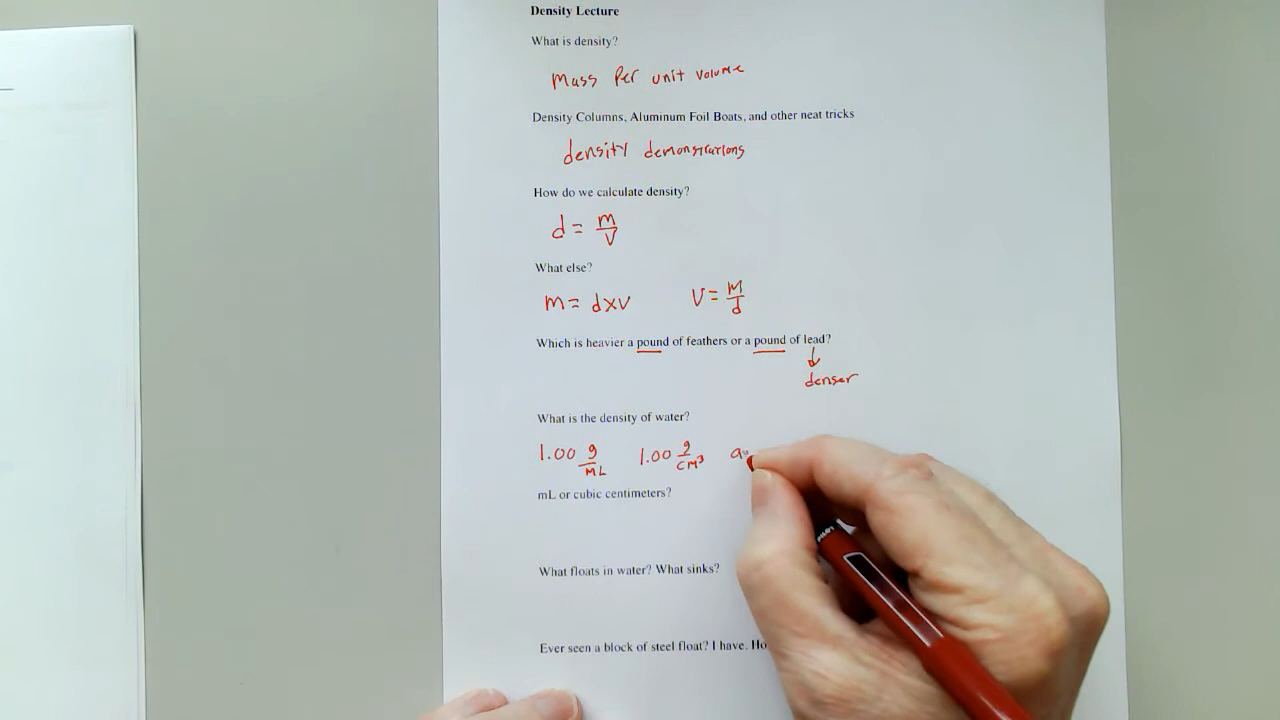 Density Lecture
What is density?
Mass Per unit volume
Density Columns, Aluminum Foil Boats, and other neat tricks
density demonstrations
How do we calculate density?
d = m/V
What else?
m = dxv V = M/d
Which is heavier a pound of feathers or a pound of lead?
denser
What is the density of water?
1.00 g/mL 1.00 g/cm³
mL or cubic centimeters?
What floats in water? What sinks?
Ever seen a block of steel float? I have.